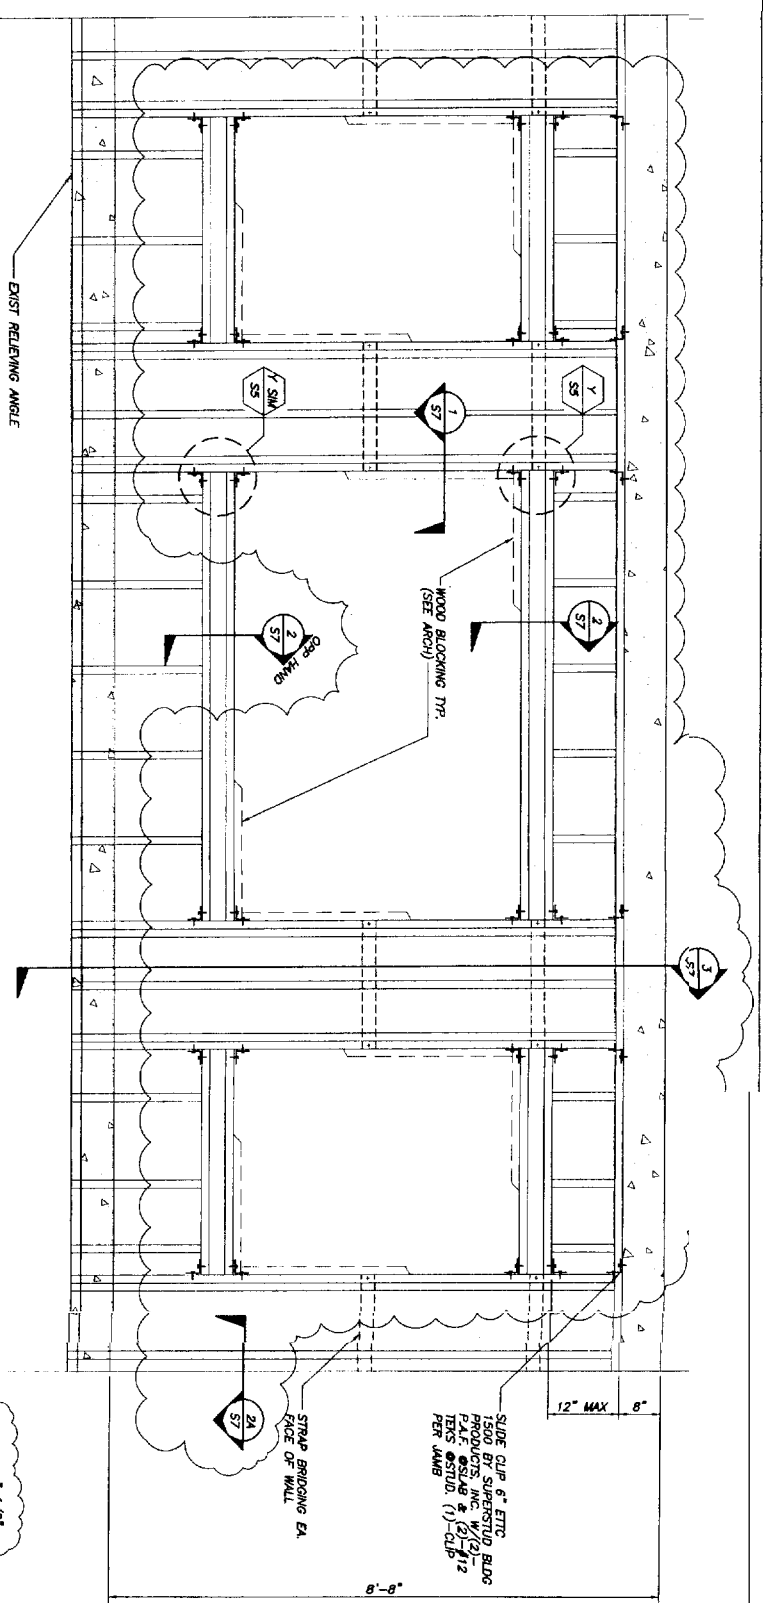 EXIST RELIEVING ANGLE
Y SIM
S5
1
S7
Y
S5
WOOD BLOCKING TYP.
(SEE ARCH)
2
S7
OPP HAND
2
S7
3
S7
2A
S7
STRAP BRIDGING EA.
FACE OF WALL
SLIDE CLIP 6" ETTC
1500 BY SUPERSTUD BLDG
PRODUCTS, INC. W/(2)-
P.A.F. @SLAB & (2)-#12
TEKS @STUD. (1)-CLIP
PER JAMB
12" MAX
8"
8'-8"